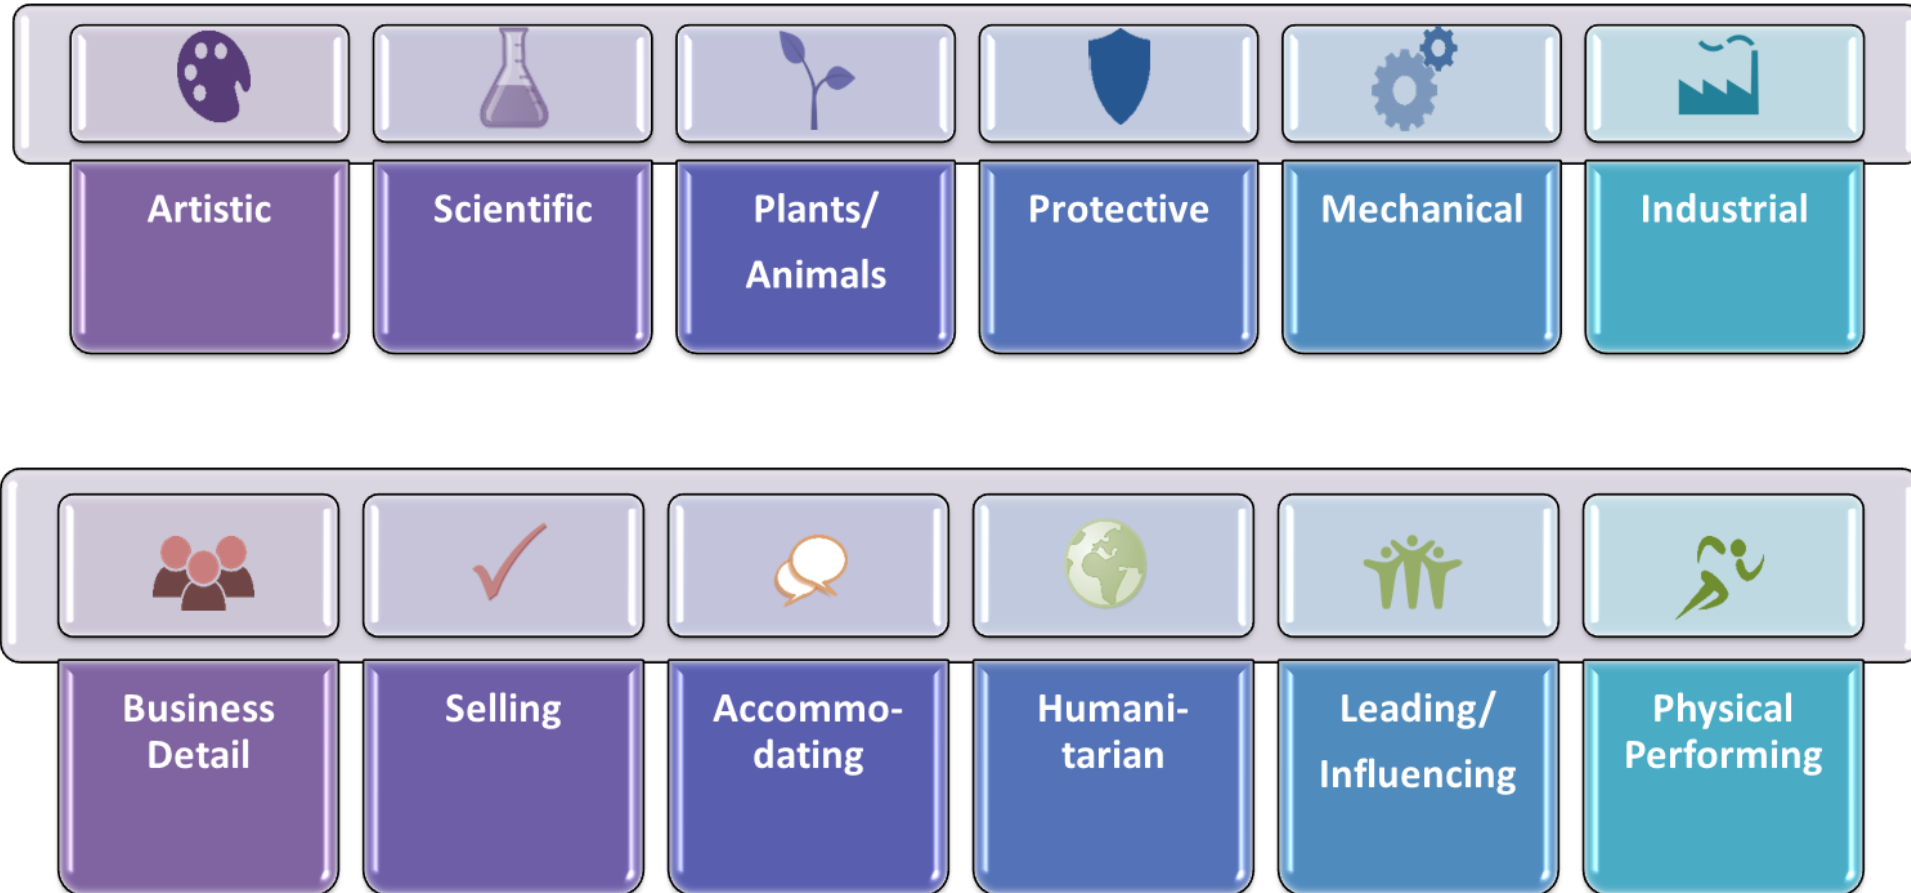 Artistic
Scientific
Plants/
Animals
Protective
Mechanical
Industrial
Business
Detail
Selling
Accommo-
dating
Humani-
tarian
Leading/
Influencing
Physical
Performing